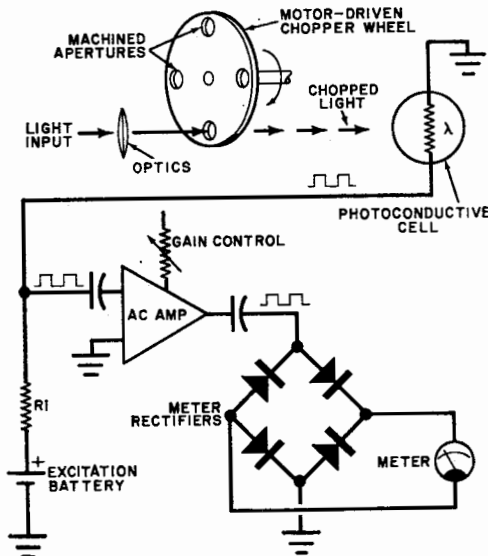 MACHINED
APERTURES
MOTOR-DRIVEN
CHOPPER WHEEL
CHOPPED
LIGHT
LIGHT
INPUT
OPTICS
λ
PHOTOCONDUCTIVE
CELL
GAIN CONTROL
AC AMP
R1
+
EXCITATION
BATTERY
METER
RECTIFIERS
METER